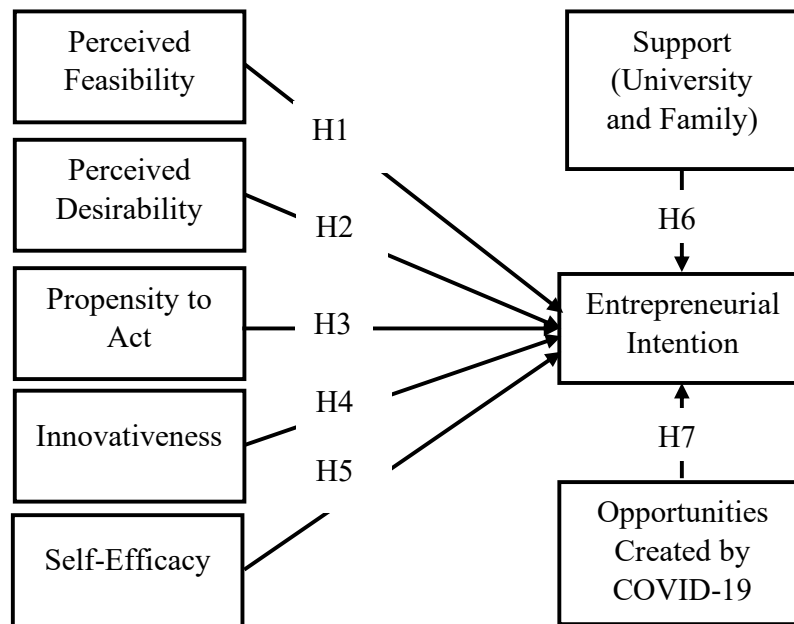 Perceived
Feasibility
H1
Perceived
Desirability
H2
Propensity to
Act
H3
Innovativeness
H4
Self-Efficacy
H5
Support
(University
and Family)
H6
Entrepreneurial
Intention
H7
Opportunities
Created by
COVID-19